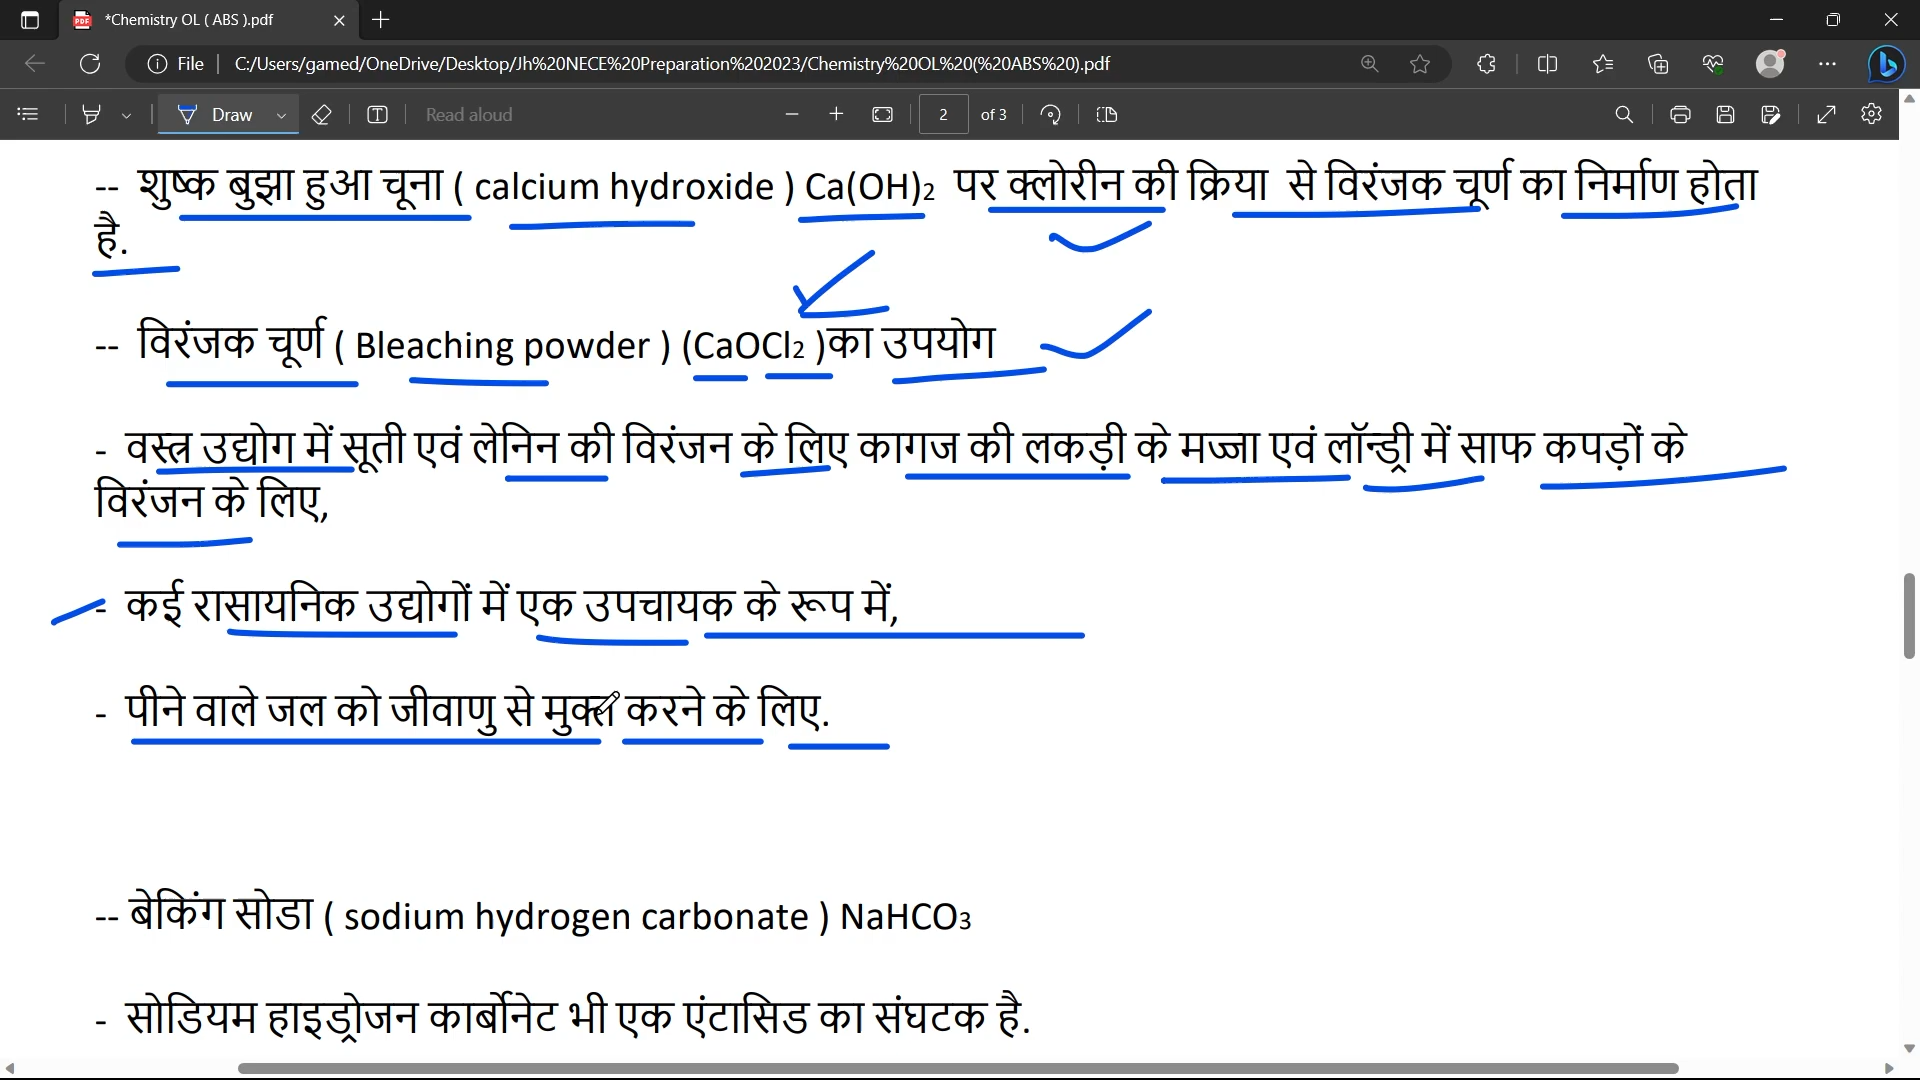 *Chemistry OL ( ABS ).pdf
File
C:/Users/gamed/OneDrive/Desktop/Jh%20NECE%20Preparation%202023/Chemistry%20OL%20(%20ABS%20).pdf
Draw
Read aloud
2 of 3
-- शुष्क बुझा हुआ चूना ( calcium hydroxide ) Ca(OH)₂ पर क्लोरीन की क्रिया से विरंजक चूर्ण का निर्माण होता
है.
-- विरंजक चूर्ण ( Bleaching powder ) (CaOCl₂ )का उपयोग
- वस्त्र उद्योग में सूती एवं लेनिन की विरंजन के लिए कागज की लकड़ी के मज्जा एवं लॉन्ड्री में साफ कपड़ों के
विरंजन के लिए,
- कई रासायनिक उद्योगों में एक उपचायक के रूप में,
- पीने वाले जल को जीवाणु से मुक्त करने के लिए.
-- बेकिंग सोडा ( sodium hydrogen carbonate ) NaHCO₃
- सोडियम हाइड्रोजन कार्बोनेट भी एक एंटासिड का संघटक है.